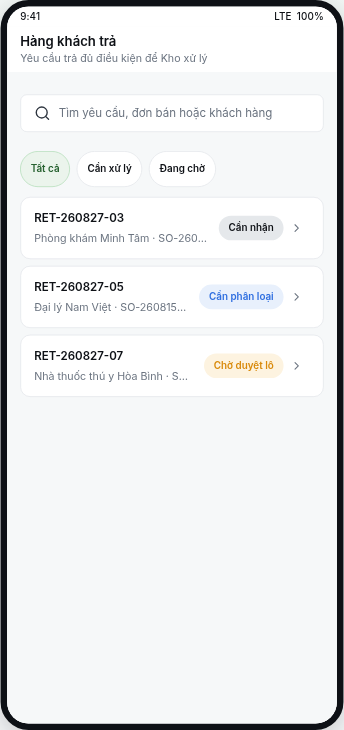 9:41 LTE 100%
Hàng khách trả
Yêu cầu trả đủ điều kiện để Kho xử lý
Tìm yêu cầu, đơn bán hoặc khách hàng
Tất cả Cần xử lý Đang chờ
RET-260827-03
Cần nhận
Phòng khám Minh Tâm · SO-260...
RET-260827-05
Cần phân loại
Đại lý Nam Việt · SO-260815...
RET-260827-07
Chờ duyệt lô
Nhà thuốc thú y Hòa Bình · S...